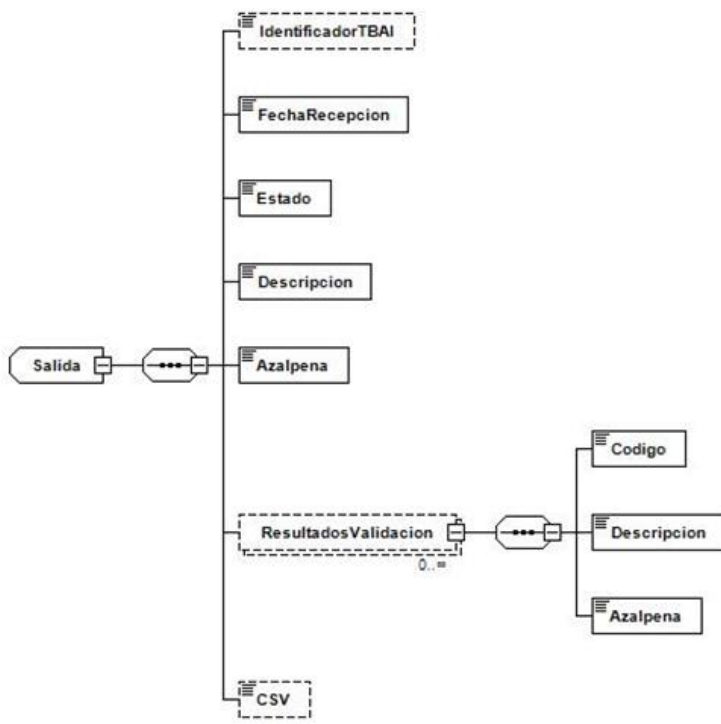 IdentificadorTBAI
FechaRecepcion
Estado
Descripcion
Salida
Azalpena
ResultadosValidacion
0..∞
Codigo
Descripcion
Azalpena
CSV